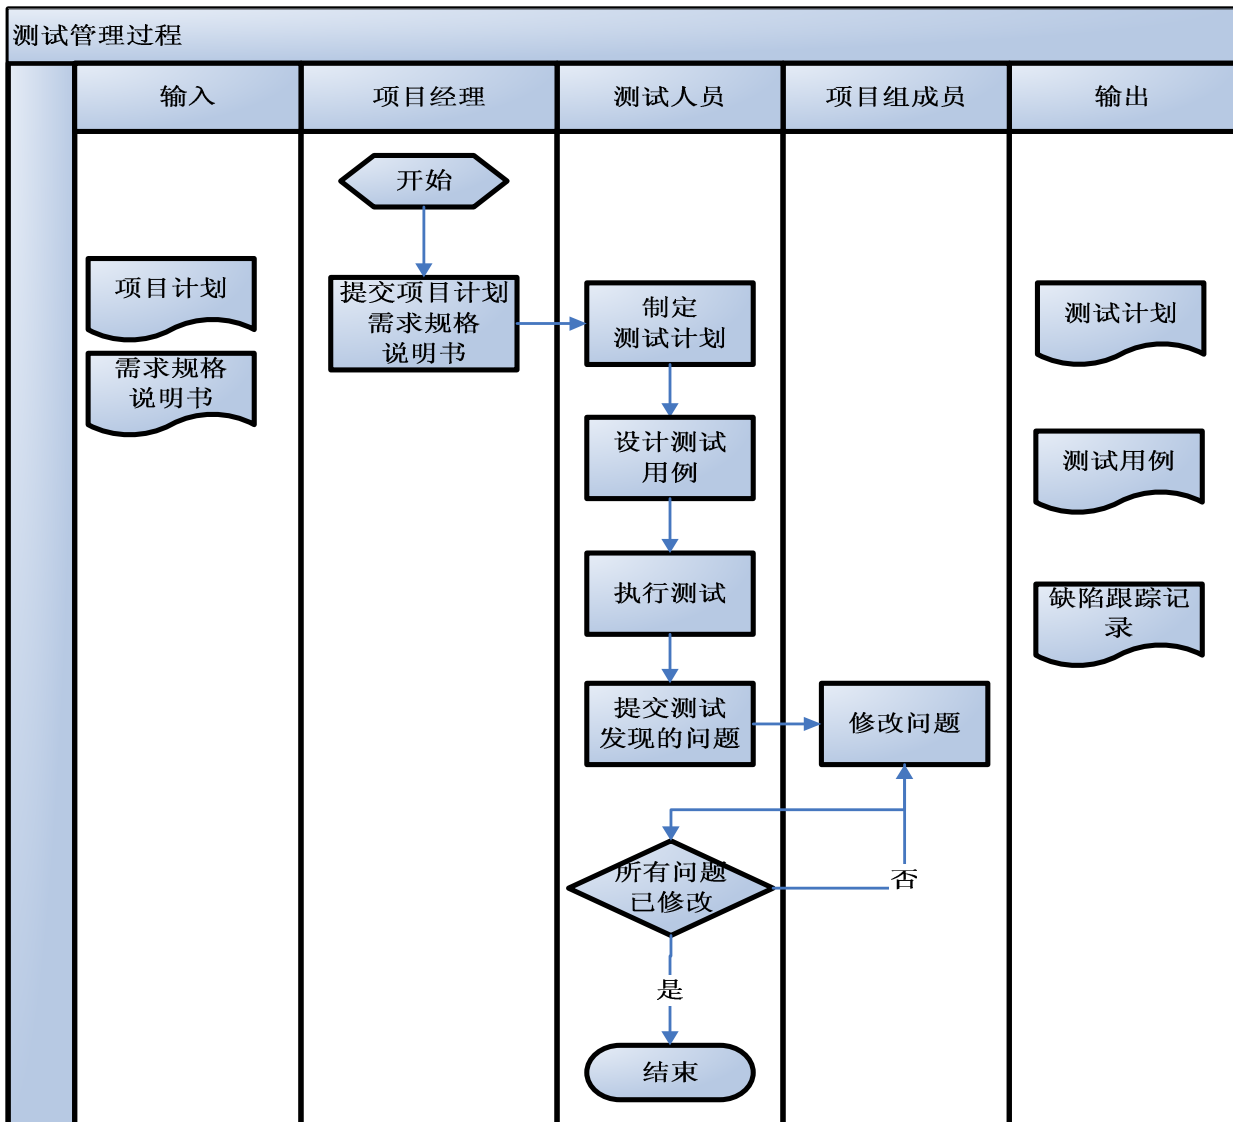 测试管理过程
输入
项目经理
测试人员
项目组成员
输出
开始
项目计划
需求规格
说明书
提交项目计划
需求规格
说明书
制定
测试计划
设计测试
用例
执行测试
提交测试
发现的问题
修改问题
所有问题
已修改
否
是
结束
测试计划
测试用例
缺陷跟踪记
录